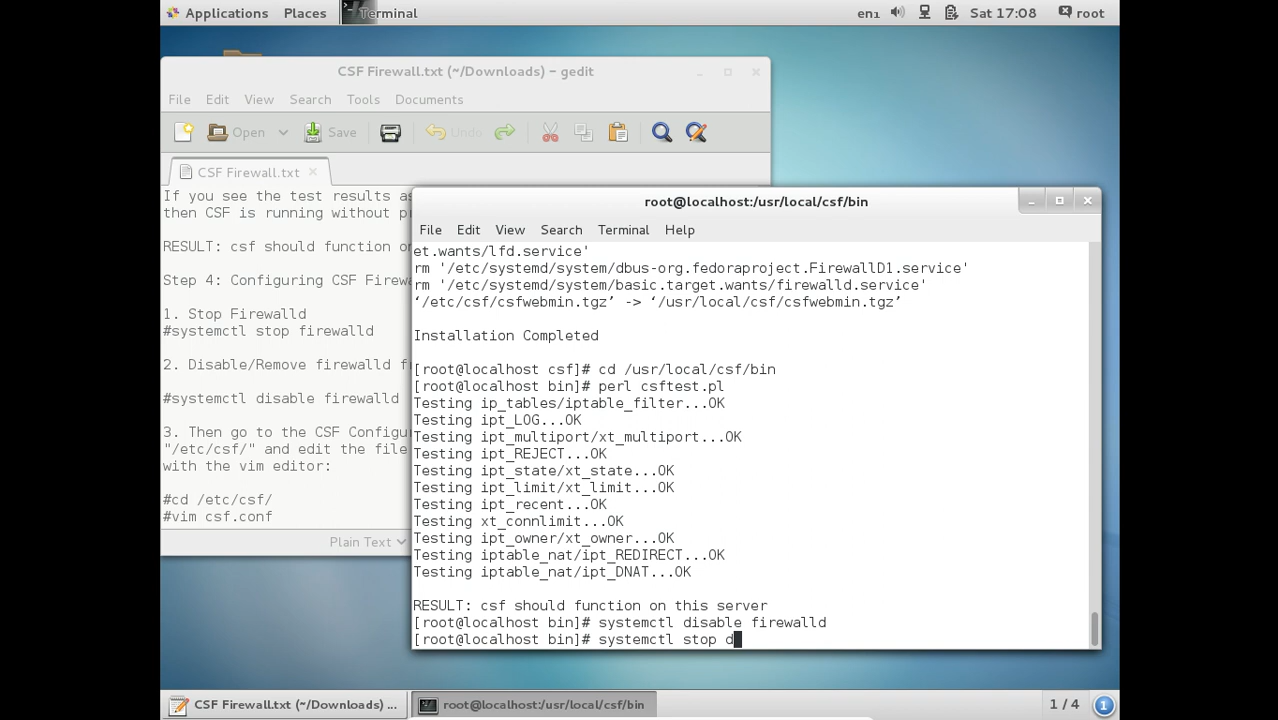 Applications Places Terminal en1 Sat 17:08 root
CSF Firewall.txt (~/Downloads) - gedit
File Edit View Search Tools Documents
Open Save Undo
CSF Firewall.txt
If you see the test results as
then CSF is running without pr
RESULT: csf should function on
Step 4: Configuring CSF Firewa
1. Stop Firewalld
#systemctl stop firewalld
2. Disable/Remove firewalld f
#systemctl disable firewalld
3. Then go to the CSF Configu
"/etc/csf/" and edit the file
with the vim editor:
#cd /etc/csf/
#vim csf.conf
Plain Text
root@localhost:/usr/local/csf/bin
File Edit View Search Terminal Help
et.wants/lfd.service'
rm '/etc/systemd/system/dbus-org.fedoraproject.FirewallD1.service'
rm '/etc/systemd/system/basic.target.wants/firewalld.service'
‘/etc/csf/csfwebmin.tgz’ -> ‘/usr/local/csf/csfwebmin.tgz’
Installation Completed
[root@localhost csf]# cd /usr/local/csf/bin
[root@localhost bin]# perl csftest.pl
Testing ip_tables/iptable_filter...OK
Testing ipt_LOG...OK
Testing ipt_multiport/xt_multiport...OK
Testing ipt_REJECT...OK
Testing ipt_state/xt_state...OK
Testing ipt_limit/xt_limit...OK
Testing ipt_recent...OK
Testing xt_connlimit...OK
Testing ipt_owner/xt_owner...OK
Testing iptable_nat/ipt_REDIRECT...OK
Testing iptable_nat/ipt_DNAT...OK
RESULT: csf should function on this server
[root@localhost bin]# systemctl disable firewalld
[root@localhost bin]# systemctl stop d
CSF Firewall.txt (~/Downloads) ... root@localhost:/usr/local/csf/bin 1 / 4 1